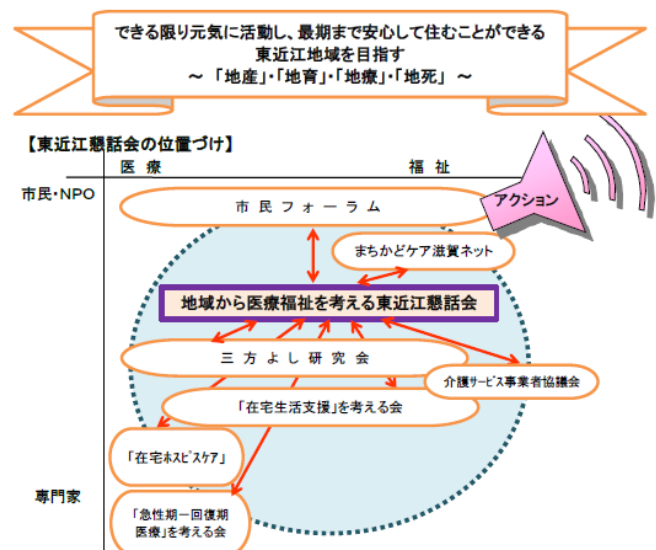 できる限り元気に活動し、最期まで安心して住むことができる
東近江地域を目指す
～ 「地産」・「地育」・「地療」・「地死」 ～
【東近江懇話会の位置づけ】
医 療
福 祉
市民・NPO
アクション
市 民 フ ォ ー ラ ム
まちかどケア滋賀ネット
地域から医療福祉を考える東近江懇話会
三 方 よ し 研 究 会
介護サービス事業者協議会
「在宅生活支援」を考える会
「在宅ホスピスケア」
専門家
「急性期－回復期
医療」を考える会